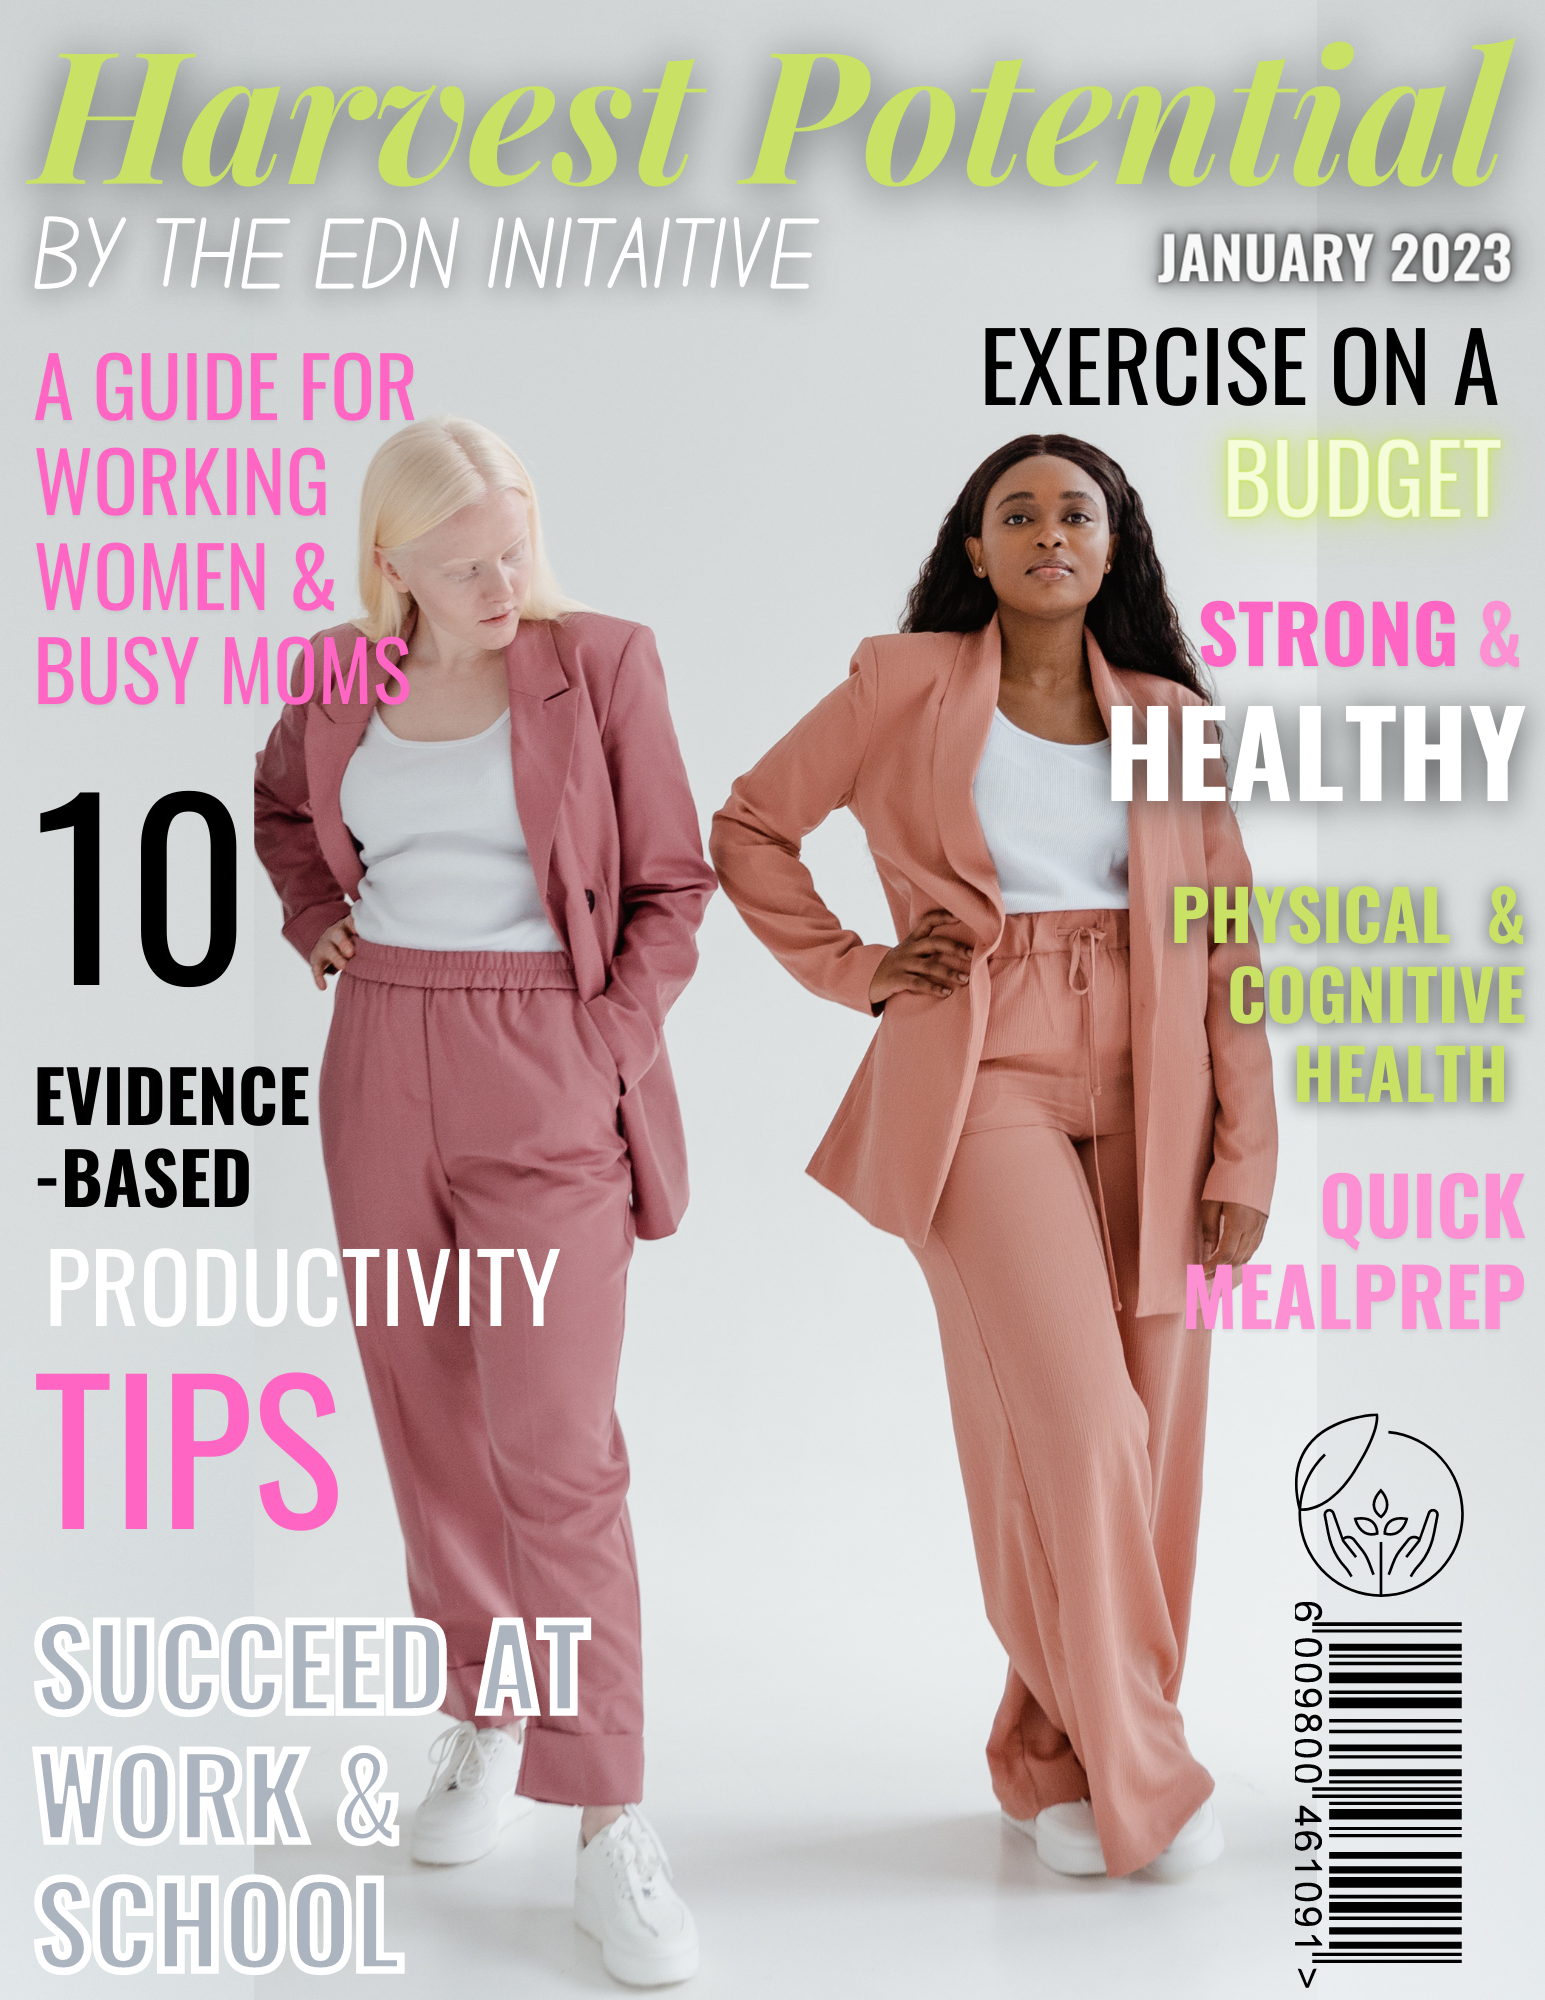 Harvest Potential
BY THE EDN INITAITIVE
JANUARY 2023
A GUIDE FOR
WORKING
WOMEN &
BUSY MOMS
10
EVIDENCE
-BASED
PRODUCTIVITY
TIPS
SUCCEED AT
WORK &
SCHOOL
EXERCISE ON A
BUDGET
STRONG &
HEALTHY
PHYSICAL &
COGNITIVE
HEALTH
QUICK
MEALPREP
6 009800 461091 >